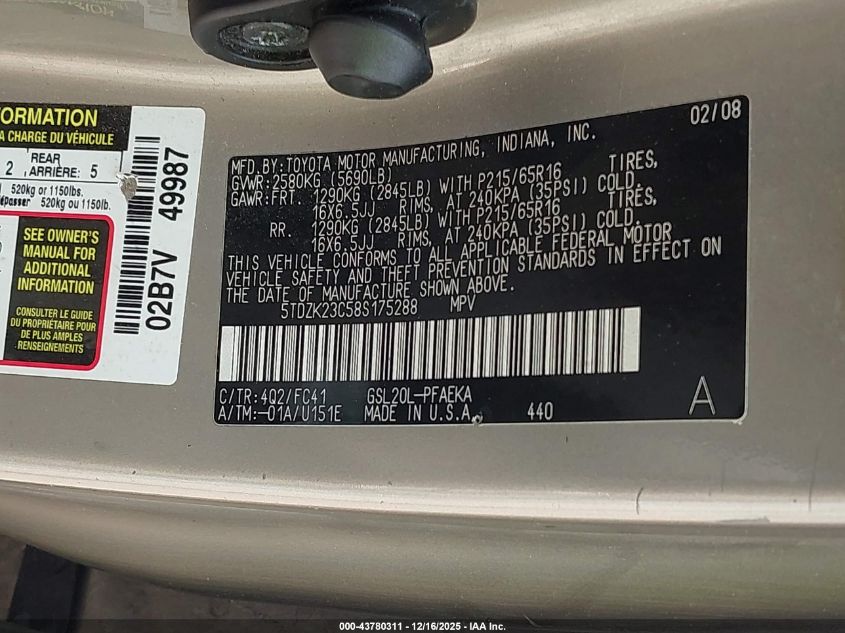 FORMATION
A CHARGE DU VÉHICULE
2 REAR ARRIÈRE: 5
520kg or 1150lbs.
dépasser 520kg ou 1150lb.
SEE OWNER'S
MANUAL FOR
ADDITIONAL
INFORMATION
CONSULTER LE GUIDE
DU PROPRIÉTAIRE POUR
DE PLUS AMPLES
RENSEIGNEMENTS
02B7V 49987
02/08
MFD.BY:TOYOTA MOTOR MANUFACTURING, INDIANA, INC.
GVWR:2580KG (5690LB)
GAWR:FRT. 1290KG (2845LB) WITH P215/65R16 TIRES,
16X6.5JJ RIMS, AT 240KPA (35PSI) COLD.
RR. 1290KG (2845LB) WITH P215/65R16 TIRES,
16X6.5JJ RIMS, AT 240KPA (35PSI) COLD.
THIS VEHICLE CONFORMS TO ALL APPLICABLE FEDERAL MOTOR
VEHICLE SAFETY AND THEFT PREVENTION STANDARDS IN EFFECT ON
THE DATE OF MANUFACTURE SHOWN ABOVE.
5TDZK23C58S175288 MPV
C/TR:4Q2/FC41 GSL20L-PFAEKA
A/TM:-01A/U151E MADE IN U.S.A. 440
A
000-43780311 - 12/16/2025 - IAA Inc.